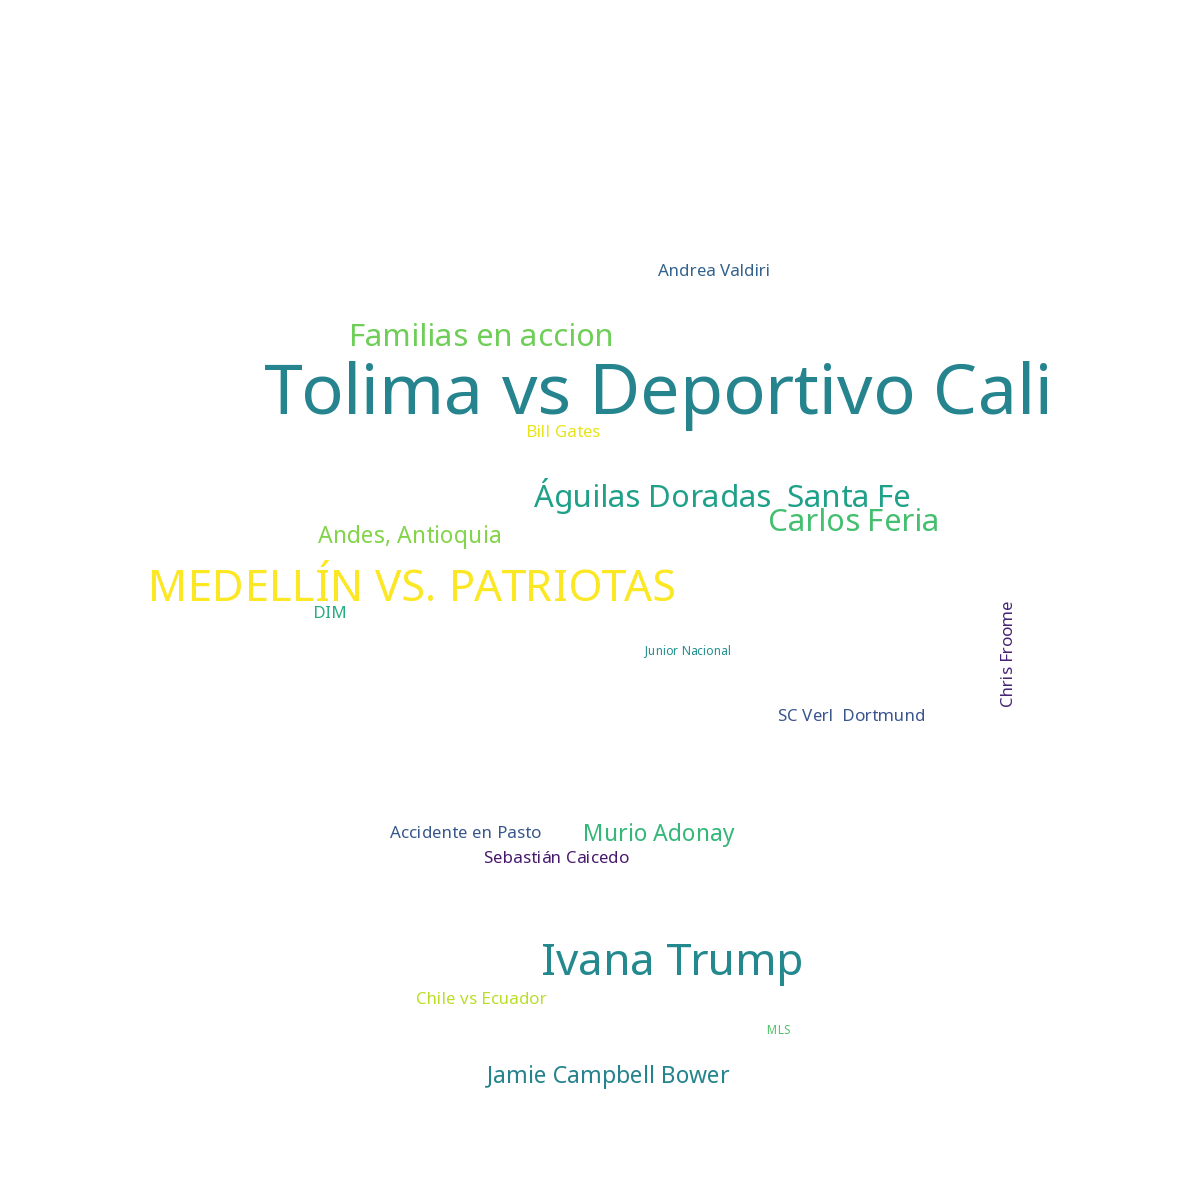 Andrea Valdiri
Familias en accion
Tolima vs Deportivo Cali
Bill Gates
Águilas Doradas  Santa Fe
Carlos Feria
Andes, Antioquia
MEDELLÍN VS. PATRIOTAS
DIM
Junior Nacional
Chris Froome
SC Verl  Dortmund
Accidente en Pasto
Murio Adonay
Sebastián Caicedo
Ivana Trump
Chile vs Ecuador
MLS
Jamie Campbell Bower